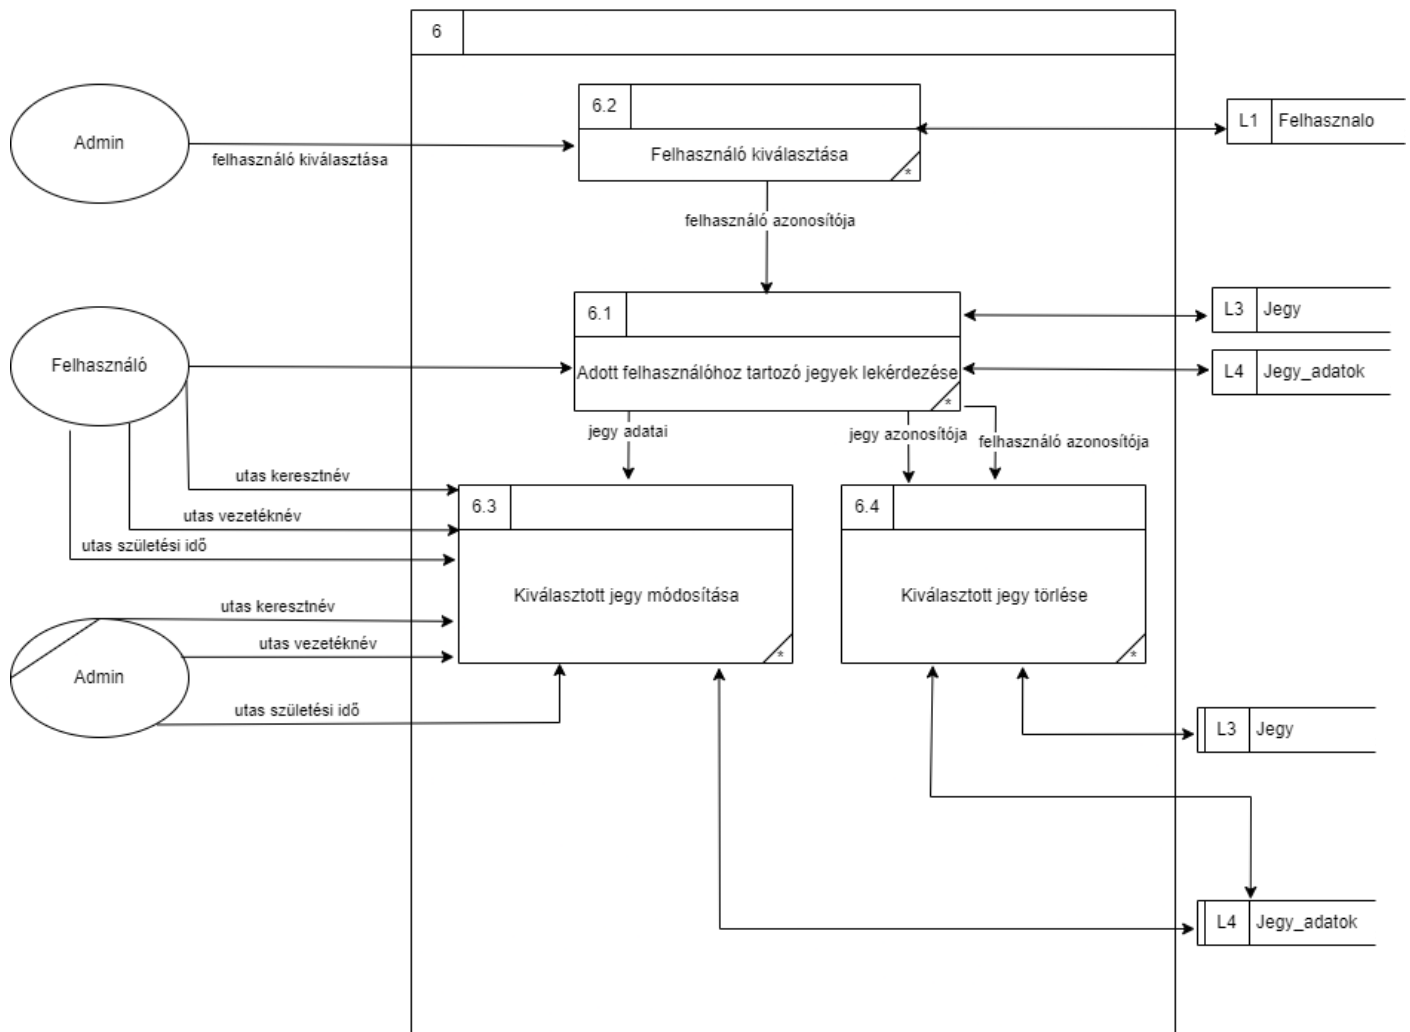 6
6.2
Admin
L1 Felhasznalo
felhasználó kiválasztása
Felhasználó kiválasztása
*
felhasználó azonosítója
6.1
L3 Jegy
Felhasználó
Adott felhasználóhoz tartozó jegyek lekérdezése
L4 Jegy_adatok
*
jegy adatai
jegy azonosítója
felhasználó azonosítója
utas keresztnév
6.3
6.4
utas vezetéknév
utas születési idő
Kiválasztott jegy módosítása
Kiválasztott jegy törlése
utas keresztnév
utas vezetéknév
*
*
Admin
utas születési idő
L3 Jegy
L4 Jegy_adatok